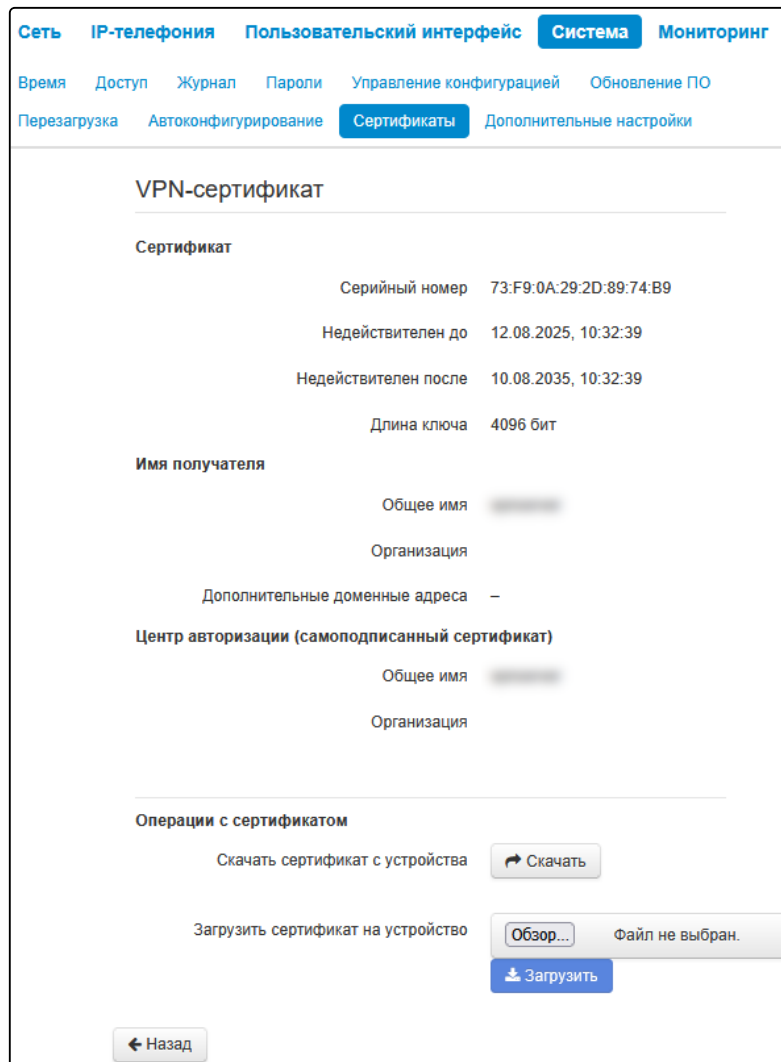 Сеть IP-телефония Пользовательский интерфейс Система Мониторинг
Время Доступ Журнал Пароли Управление конфигурацией Обновление ПО
Перезагрузка Автоконфигурирование Сертификаты Дополнительные настройки
VPN-сертификат
Сертификат
Серийный номер 73:F9:0A:29:2D:89:74:B9
Недействителен до 12.08.2025, 10:32:39
Недействителен после 10.08.2035, 10:32:39
Длина ключа 4096 бит
Имя получателя
Общее имя
Организация
Дополнительные доменные адреса –
Центр авторизации (самоподписанный сертификат)
Общее имя
Организация
Операции с сертификатом
Скачать сертификат с устройства Скачать
Загрузить сертификат на устройство Обзор... Файл не выбран.
Загрузить
Назад